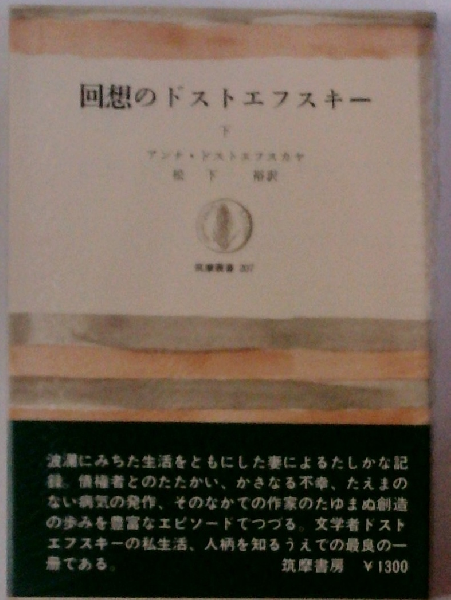 回想のドストエフスキー
下
アンナ・ドストエフスカヤ
松下 裕訳
筑摩叢書 207
波瀾にみちた生活をともにした妻によるたしかな記
録。債権者とのたたかい、かさなる不幸、たえまの
ない病気の発作、そのなかでの作家のたゆまぬ創造
の歩みを豊富なエピソードでつづる。文学者ドスト
エフスキーの私生活、人柄を知るうえでの最良の一
冊である。 筑摩書房 ￥1300